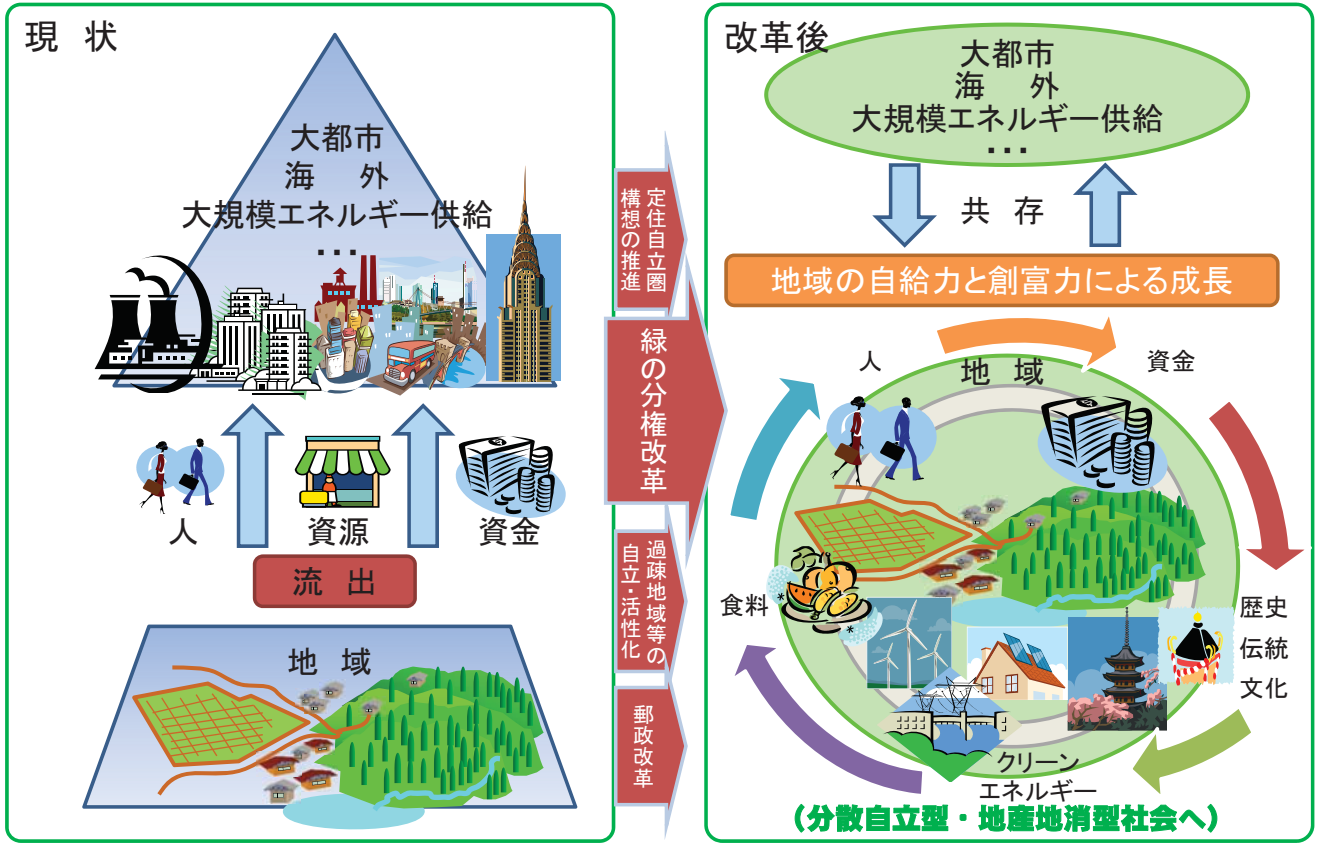 現 状
大都市
海 外
大規模エネルギー供給
・・・
人
資源
資金
流 出
地 域
定住自立圏
構想の推進
緑の分権改革
過疎地域等の
自立・活性化
郵政改革
改革後
大都市
海 外
大規模エネルギー供給
・・・
共 存
地域の自給力と創富力による成長
人
地 域
資金
食料
歴史
伝統
文化
クリーン
エネルギー
(分散自立型・地産地消型社会へ)